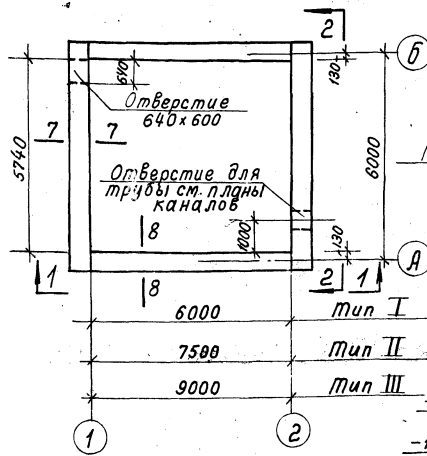 2
Б
130
640
Отверстие
640х600
7
7
5740
6000
Отверстие для
трубы см. планы
каналов
8
1000
130
А
1
8
2
1
6000
Тип I
7500
Тип II
9000
Тип III
1
2